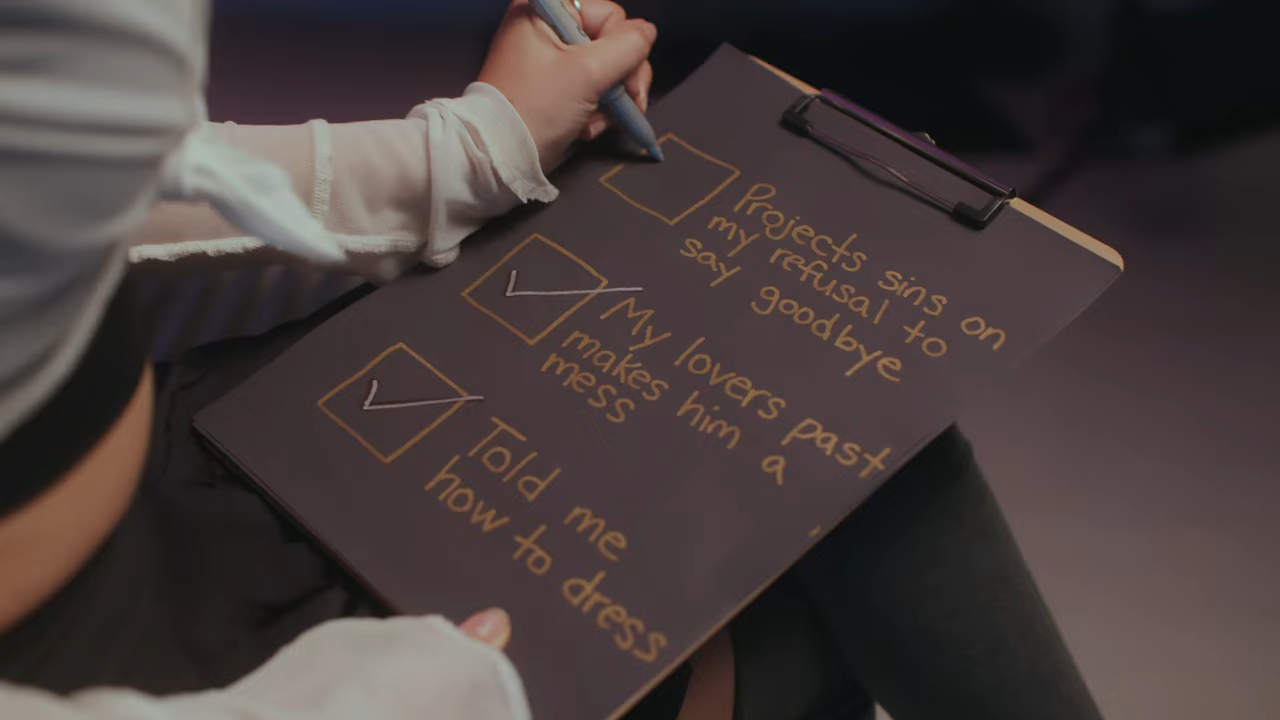 Projects sins on
my refusal to
say goodbye
My lovers past
makes him a
mess
Told me
how to dress